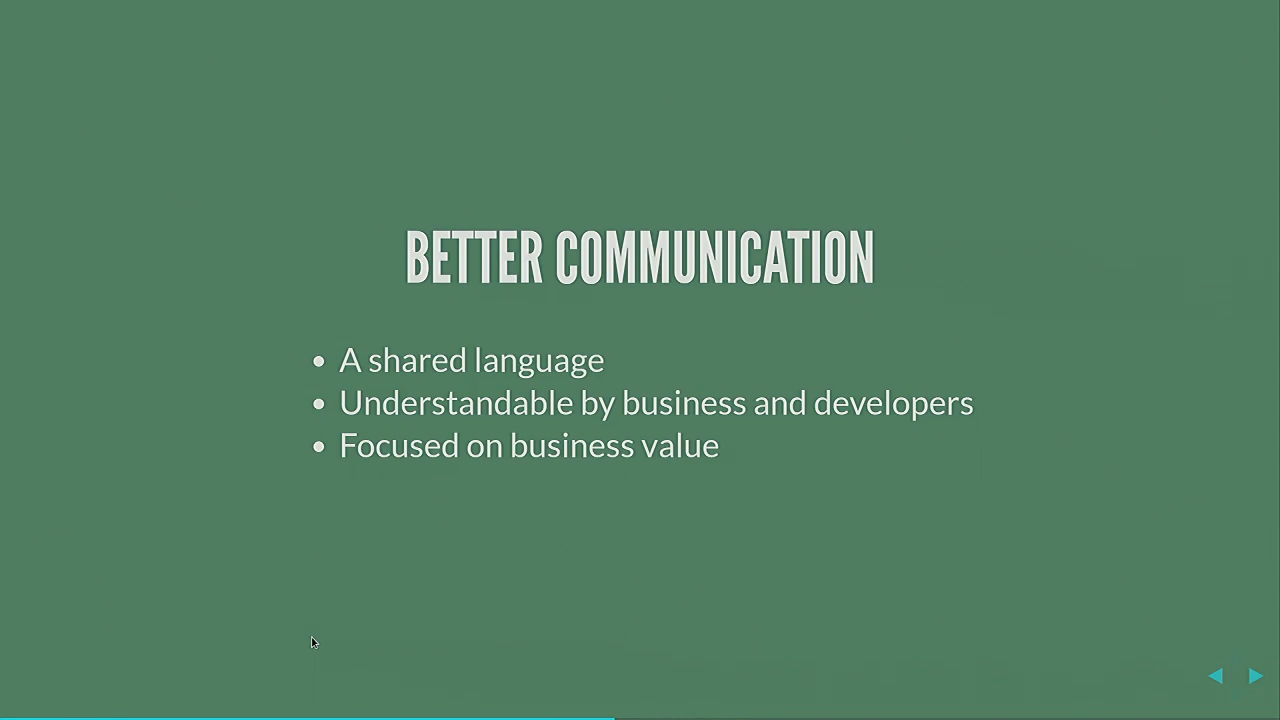 BETTER COMMUNICATION
A shared language
Understandable by business and developers
Focused on business value